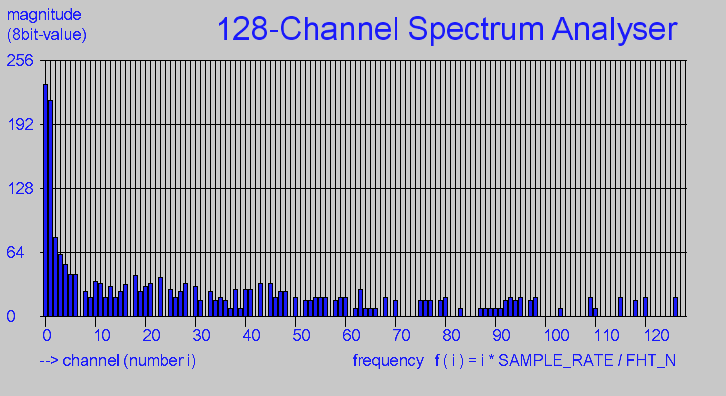 magnitude
(8bit-value)
128-Channel Spectrum Analyser
256
192
128
64
0
0 10 20 30 40 50 60 70 80 90 100 110 120
--> channel (number i)
frequency f ( i ) = i * SAMPLE_RATE / FHT_N